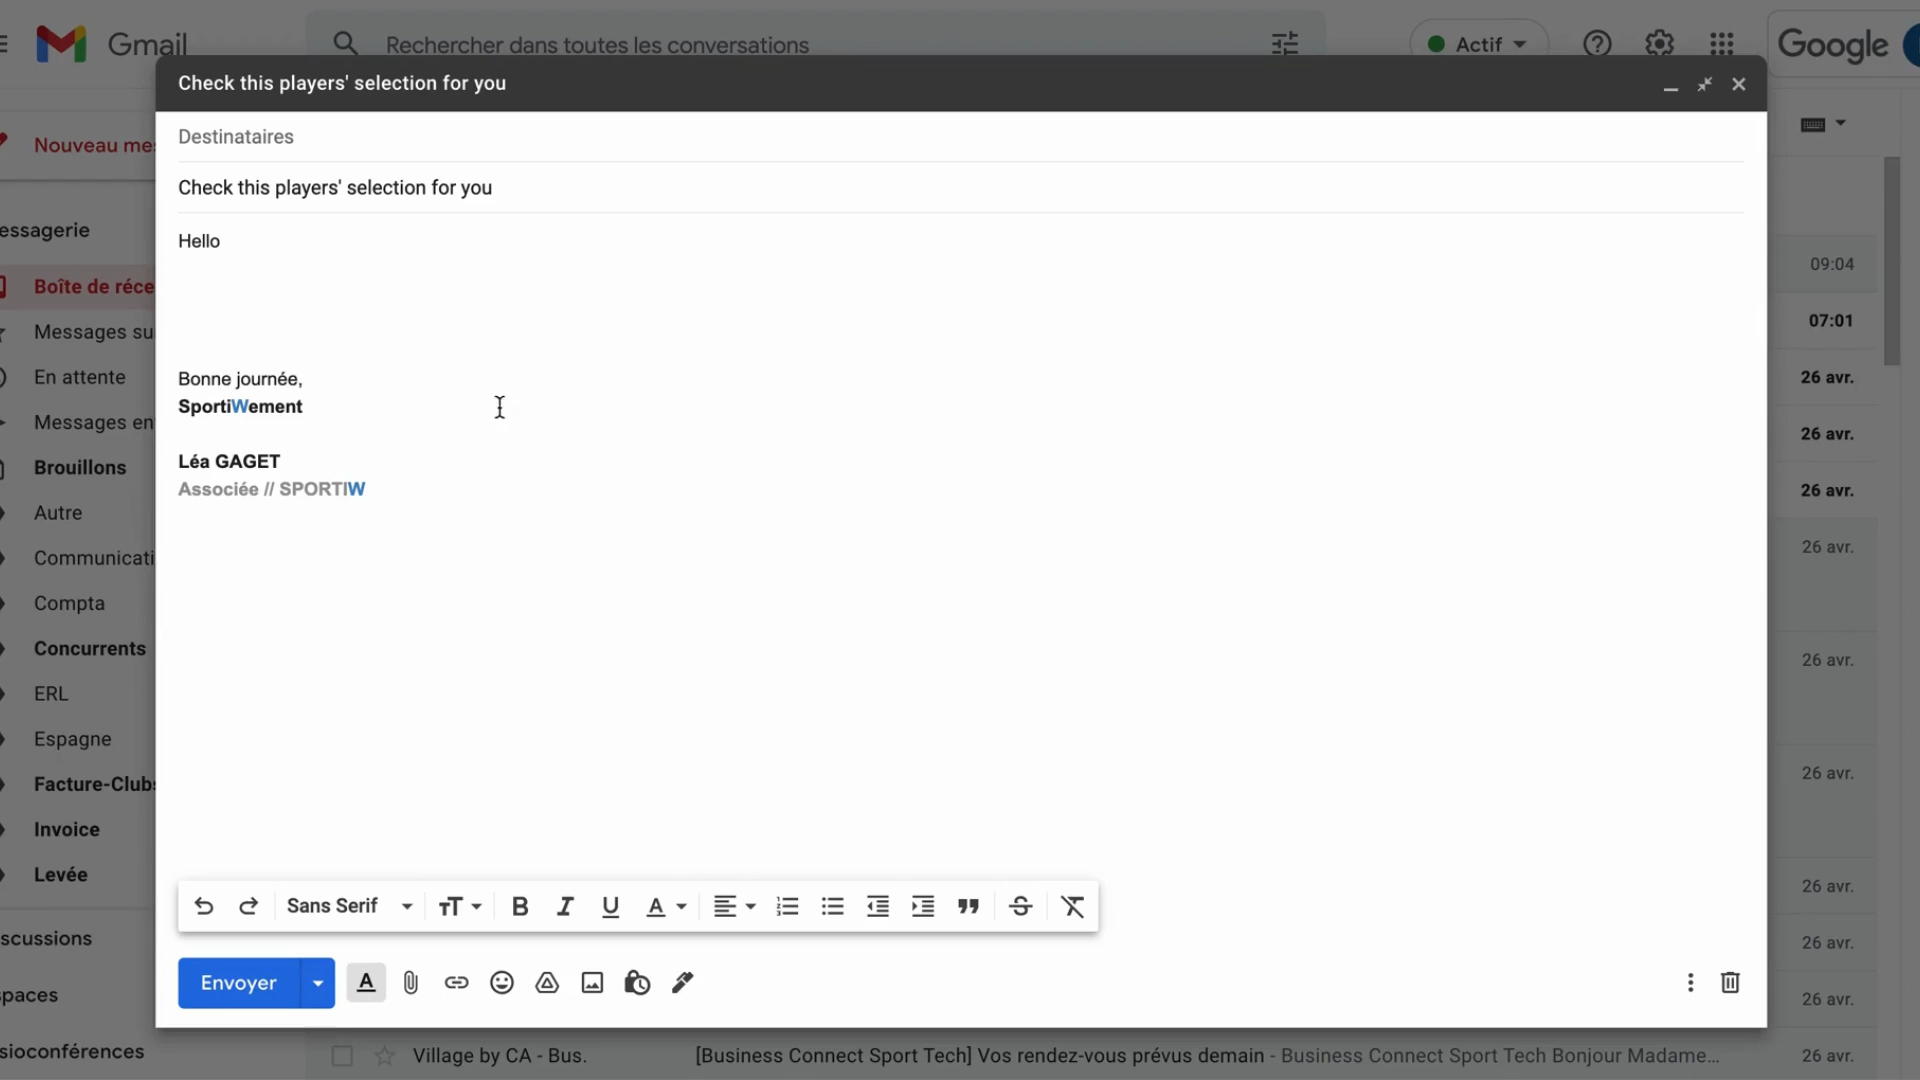 Gmail
Rechercher dans toutes les conversations
Actif
Google
Check this players' selection for you
Destinataires
Check this players' selection for you
Hello
Bonne journée,
SportiWement
Léa GAGET
Associée // SPORTIW
Sans Serif
Envoyer
Nouveau mes
essagerie
Boîte de réce
Messages su
En attente
Messages en
Brouillons
Autre
Communicati
Compta
Concurrents
ERL
Espagne
Facture-Clubs
Invoice
Levée
scussions
paces
sioconférences
09:04
07:01
26 avr.
26 avr.
26 avr.
26 avr.
26 avr.
26 avr.
26 avr.
26 avr.
26 avr.
Village by CA - Bus. [Business Connect Sport Tech] Vos rendez-vous prévus demain - Business Connect Sport Tech Bonjour Madame... 26 avr.